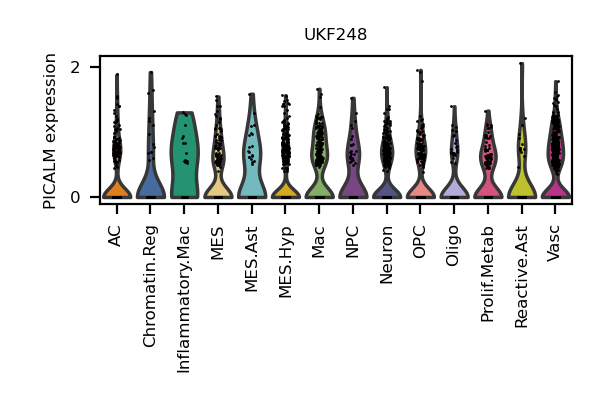 UKF248
PICALM expression
2
0
AC
Chromatin.Reg
Inflammatory.Mac
MES
MES.Ast
MES.Hyp
Mac
NPC
Neuron
OPC
Oligo
Prolif.Metab
Reactive.Ast
Vasc